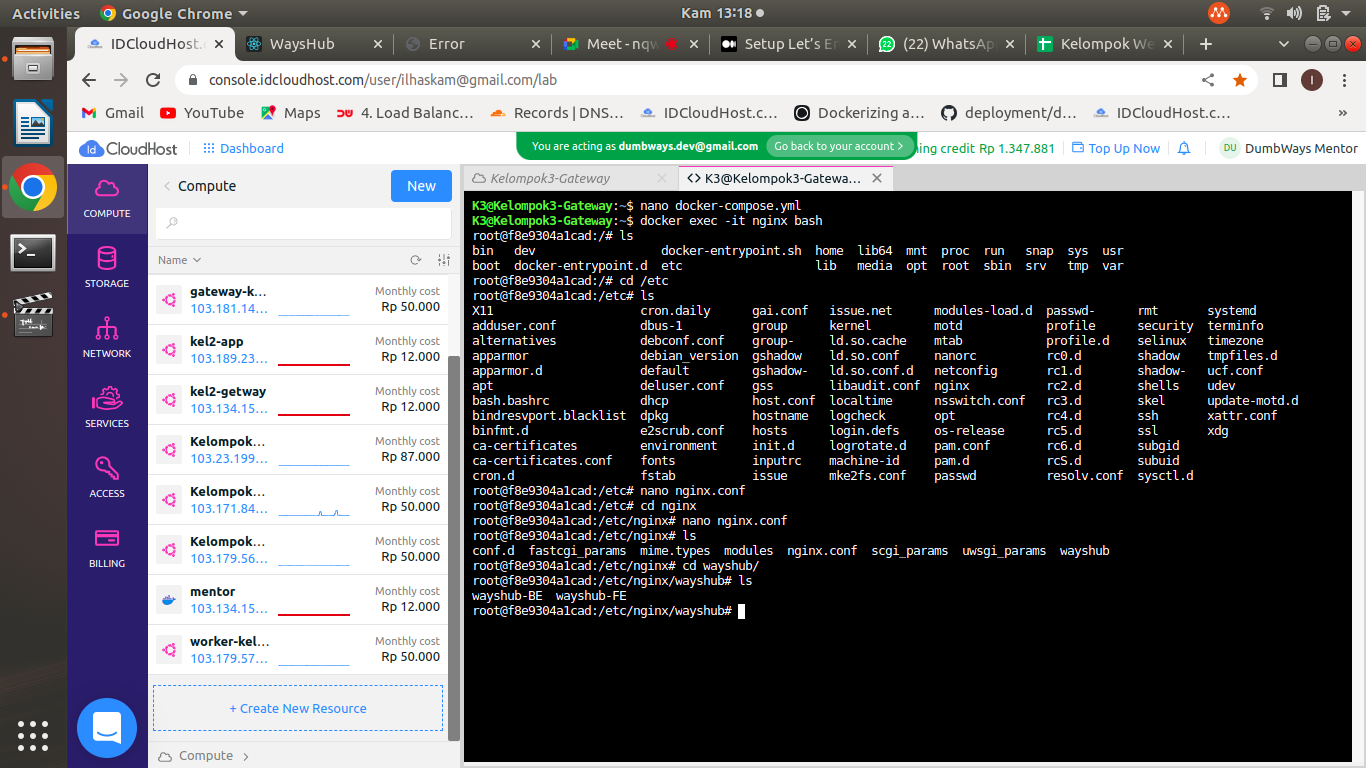 Activities
Google Chrome
Kam 13:18
IDCloudHost.c
WaysHub
Error
Meet - nqw
Setup Let's En
(22) WhatsAp
Kelompok We
console.idcloudhost.com/user/ilhaskam@gmail.com/lab
I
Gmail
YouTube
Maps
4. Load Balanc...
Records | DNS...
IDCloudHost.c...
Dockerizing a...
deployment/d...
IDCloudHost.c...
»
Id CloudHost
Dashboard
You are acting as dumbways.dev@gmail.com
Go back to your account >
ning credit Rp 1.347.881
Top Up Now
DU
DumbWays Mentor
COMPUTE
STORAGE
NETWORK
SERVICES
ACCESS
BILLING
Compute
New
Name
gateway-k...
Monthly cost
103.181.14...
Rp 50.000
kel2-app
Monthly cost
103.189.23...
Rp 12.000
kel2-getway
Monthly cost
103.134.15...
Rp 12.000
Kelompok...
Monthly cost
103.23.199...
Rp 87.000
Kelompok...
Monthly cost
103.171.84...
Rp 50.000
Kelompok...
Monthly cost
103.179.56...
Rp 50.000
mentor
Monthly cost
103.134.15...
Rp 12.000
worker-kel...
Monthly cost
103.179.57...
Rp 50.000
+ Create New Resource
Compute >
Kelompok3-Gateway
K3@Kelompok3-Gatewa...
K3@Kelompok3-Gateway:~$ nano docker-compose.yml
K3@Kelompok3-Gateway:~$ docker exec -it nginx bash
root@f8e9304a1cad:/# ls
bin dev docker-entrypoint.sh home lib64 mnt proc run snap sys usr
boot docker-entrypoint.d etc lib media opt root sbin srv tmp var
root@f8e9304a1cad:/# cd /etc
root@f8e9304a1cad:/etc# ls
X11 cron.daily gai.conf issue.net modules-load.d passwd- rmt systemd
adduser.conf dbus-1 group kernel motd profile security terminfo
alternatives debconf.conf group- ld.so.cache mtab profile.d selinux timezone
apparmor debian_version gshadow ld.so.conf nanorc rc0.d shadow tmpfiles.d
apparmor.d default gshadow- ld.so.conf.d netconfig rc1.d shadow- ucf.conf
apt deluser.conf gss libaudit.conf nginx rc2.d shells udev
bash.bashrc dhcp host.conf localtime nsswitch.conf rc3.d skel update-motd.d
bindresvport.blacklist dpkg hostname logcheck opt rc4.d ssh xattr.conf
binfmt.d e2scrub.conf hosts login.defs os-release rc5.d ssl xdg
ca-certificates environment init.d logrotate.d pam.conf rc6.d subgid
ca-certificates.conf fonts inputrc machine-id pam.d rcS.d subuid
cron.d fstab issue mke2fs.conf passwd resolv.conf sysctl.d
root@f8e9304a1cad:/etc# nano nginx.conf
root@f8e9304a1cad:/etc# cd nginx
root@f8e9304a1cad:/etc/nginx# nano nginx.conf
root@f8e9304a1cad:/etc/nginx# ls
conf.d fastcgi_params mime.types modules nginx.conf scgi_params uwsgi_params wayshub
root@f8e9304a1cad:/etc/nginx# cd wayshub/
root@f8e9304a1cad:/etc/nginx/wayshub# ls
wayshub-BE wayshub-FE
root@f8e9304a1cad:/etc/nginx/wayshub#